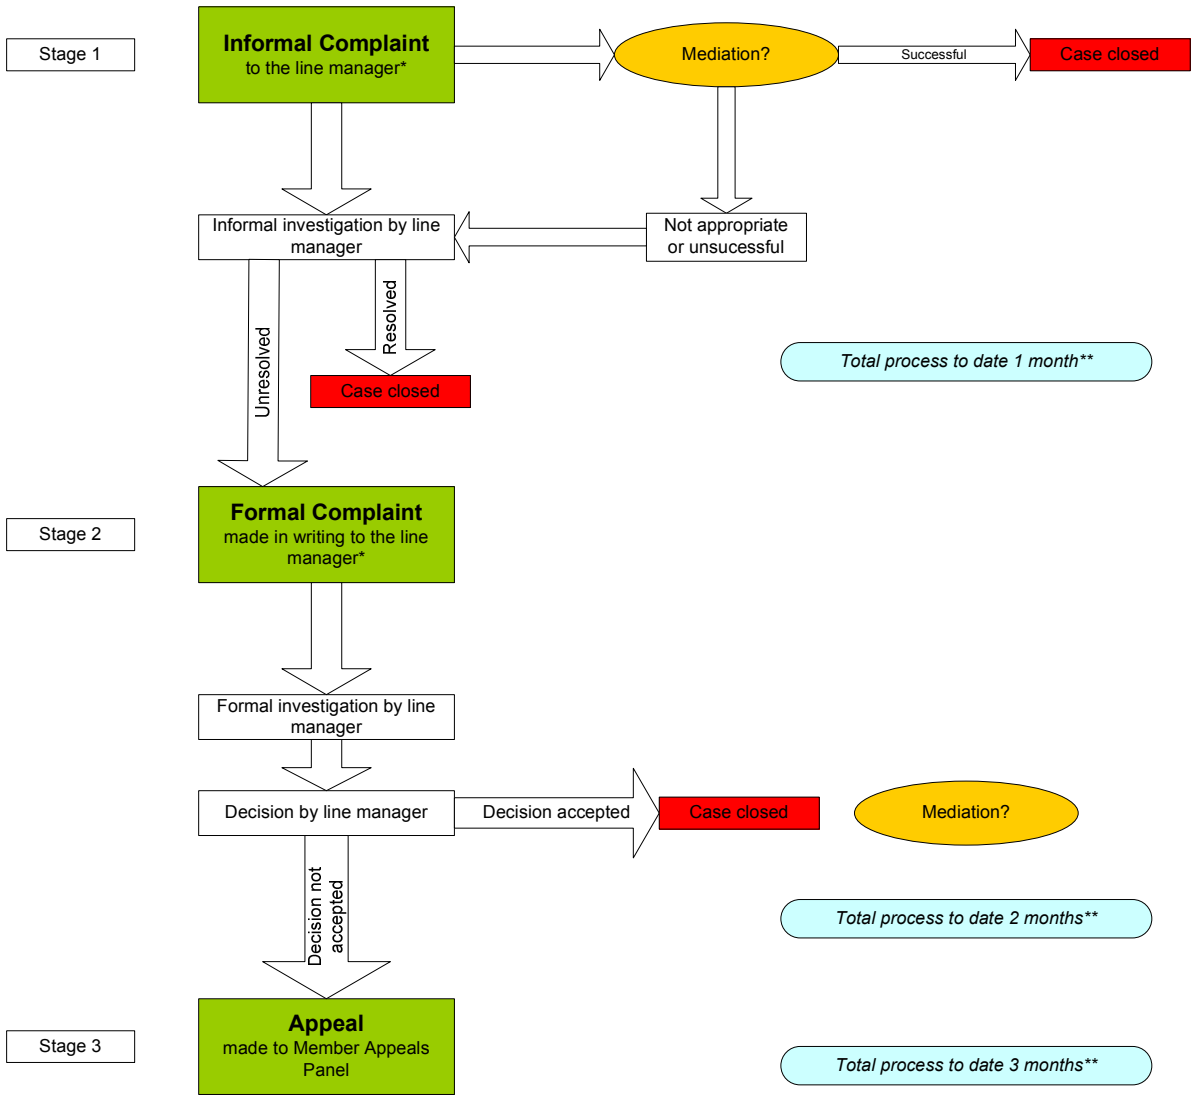 Stage 1
Informal Complaint
to the line manager*
Mediation?
Successful
Case closed
Informal investigation by line
manager
Not appropriate
or unsucessful
Unresolved
Resolved
Case closed
Total process to date 1 month**
Stage 2
Formal Complaint
made in writing to the line
manager*
Formal investigation by line
manager
Decision by line manager
Decision accepted
Case closed
Mediation?
Decision not
accepted
Total process to date 2 months**
Stage 3
Appeal
made to Member Appeals
Panel
Total process to date 3 months**